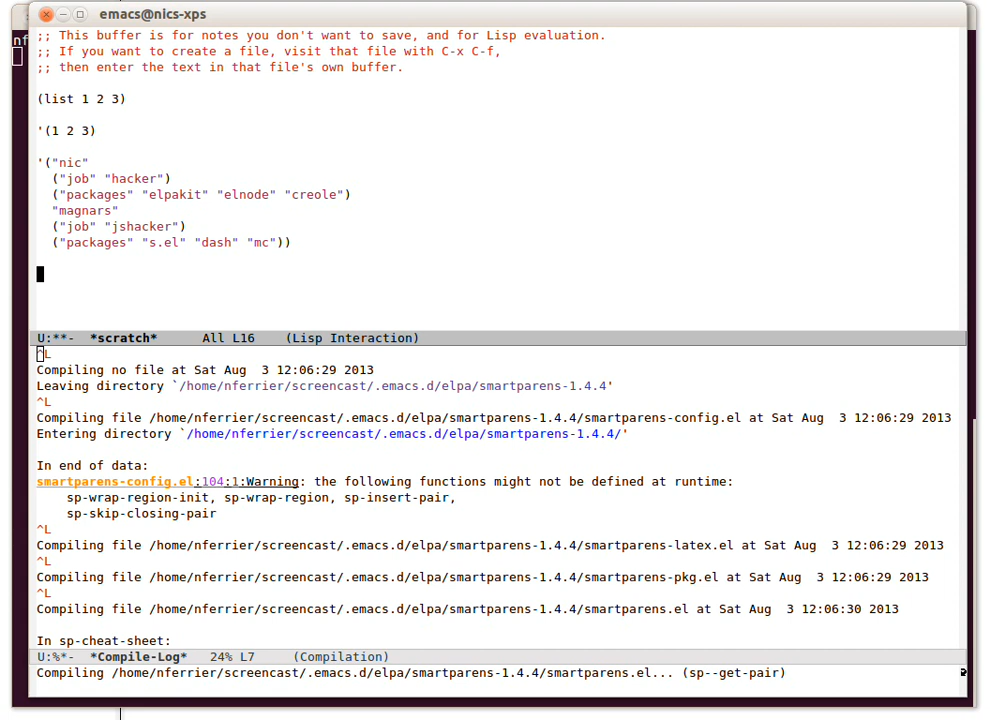 emacs@nics-xps
nf
;; This buffer is for notes you don't want to save, and for Lisp evaluation.
;; If you want to create a file, visit that file with C-x C-f,
;; then enter the text in that file's own buffer.
(list 1 2 3)
'(1 2 3)
'("nic"
("job" "hacker")
("packages" "elpakit" "elnode" "creole")
"magnars"
("job" "jshacker")
("packages" "s.el" "dash" "mc"))
U:**-  *scratch*      All L16    (Lisp Interaction)
^L
Compiling no file at Sat Aug  3 12:06:29 2013
Leaving directory `/home/nferrier/screencast/.emacs.d/elpa/smartparens-1.4.4'
^L
Compiling file /home/nferrier/screencast/.emacs.d/elpa/smartparens-1.4.4/smartparens-config.el at Sat Aug  3 12:06:29 2013
Entering directory `/home/nferrier/screencast/.emacs.d/elpa/smartparens-1.4.4/'
In end of data:
smartparens-config.el:104:1:Warning: the following functions might not be defined at runtime:
sp-wrap-region-init, sp-wrap-region, sp-insert-pair,
sp-skip-closing-pair
^L
Compiling file /home/nferrier/screencast/.emacs.d/elpa/smartparens-1.4.4/smartparens-latex.el at Sat Aug  3 12:06:29 2013
^L
Compiling file /home/nferrier/screencast/.emacs.d/elpa/smartparens-1.4.4/smartparens-pkg.el at Sat Aug  3 12:06:29 2013
^L
Compiling file /home/nferrier/screencast/.emacs.d/elpa/smartparens-1.4.4/smartparens.el at Sat Aug  3 12:06:30 2013
In sp-cheat-sheet:
U:%*-  *Compile-Log*   24% L7     (Compilation)
Compiling /home/nferrier/screencast/.emacs.d/elpa/smartparens-1.4.4/smartparens.el... (sp--get-pair)